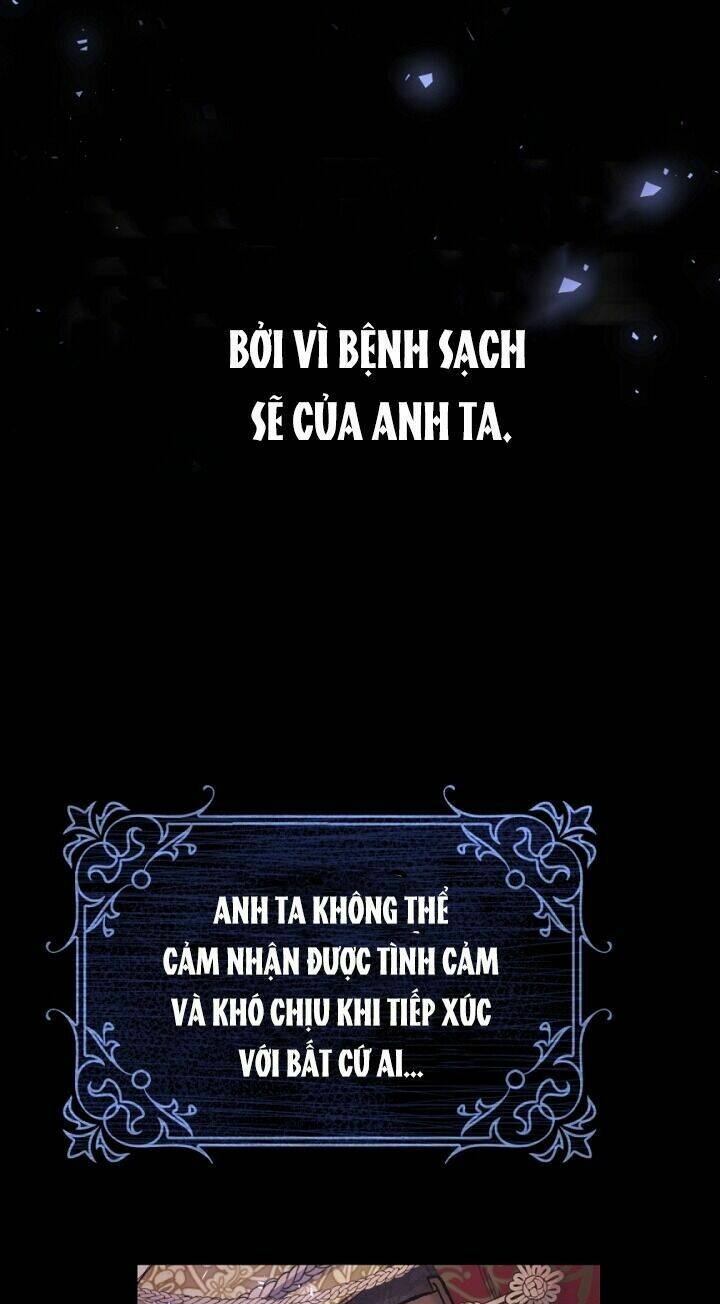 BỞI VÌ BỆNH SẠCH
SẼ CỦA ANH TA.
ANH TA KHÔNG THỂ
CẢM NHẬN ĐƯỢC TÌNH CẢM
VÀ KHÓ CHỊU KHI TIẾP XÚC
VỚI BẤT CỨ AI...